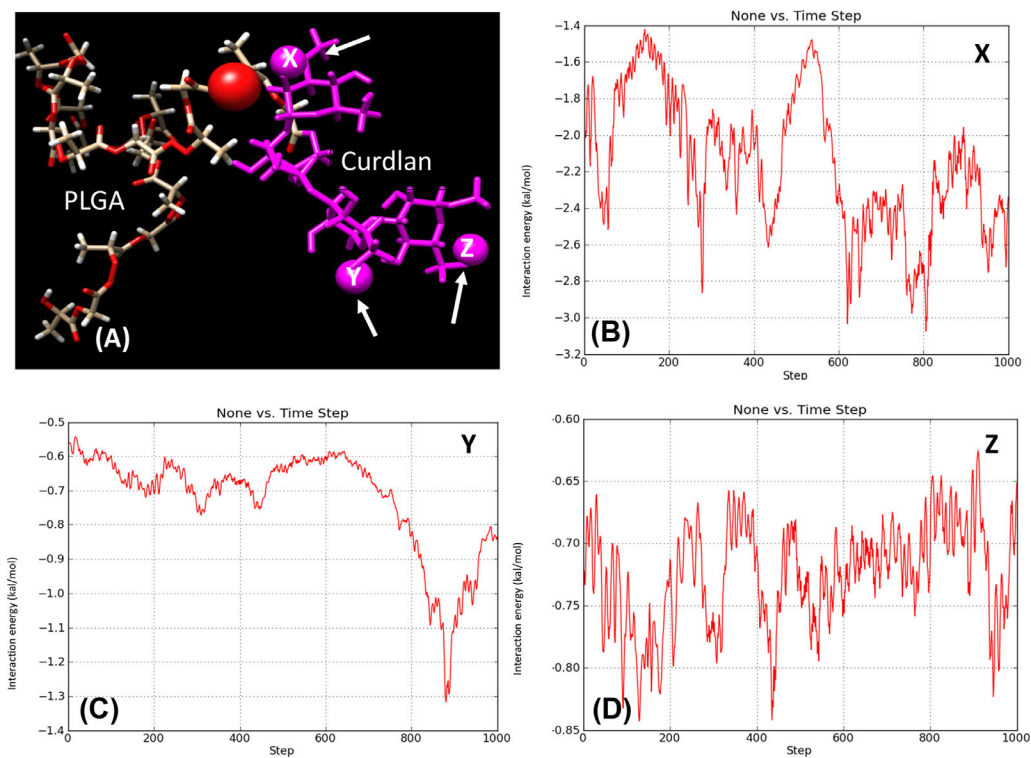 X
Curdlan
PLGA
Z
Y
(A)
None vs. Time Step
X
Interaction energy (kal/mol)
−1.4
−1.6
−1.8
−2.0
−2.2
−2.4
−2.6
−2.8
−3.0
−3.2
(B)
0 200 400 600 800 1000
Step
None vs. Time Step
Y
Interaction energy (kal/mol)
−0.5
−0.6
−0.7
−0.8
−0.9
−1.0
−1.1
−1.2
−1.3
−1.4
(C)
0 200 400 600 800 1000
Step
None vs. Time Step
Z
Interaction energy (kal/mol)
-0.60
-0.65
-0.70
-0.75
-0.80
-0.85
(D)
0 200 400 600 800 1000
Step